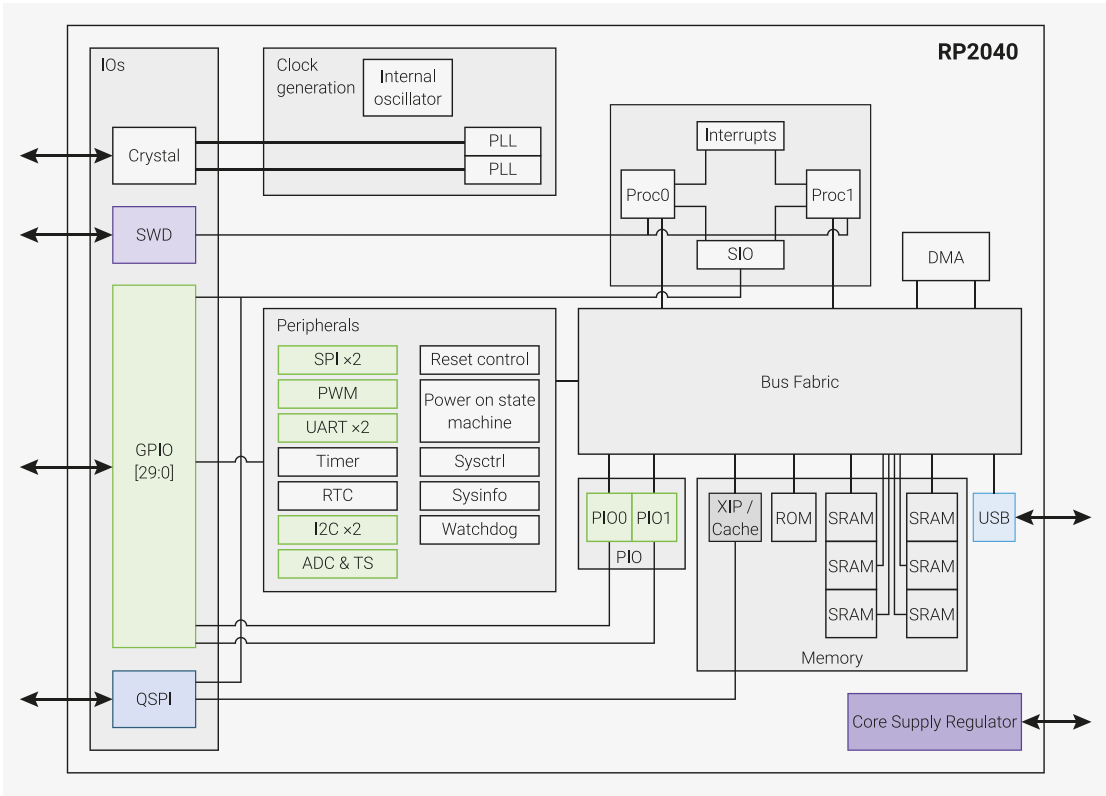 RP2040
IOs
Clock
generation
Internal
oscillator
Crystal
PLL
PLL
Interrupts
Proc0
Proc1
SWD
SIO
DMA
Peripherals
SPI ×2
Reset control
PWM
Power on state
machine
UART ×2
Timer
Sysctrl
RTC
Sysinfo
I2C ×2
Watchdog
ADC & TS
Bus Fabric
GPIO
[29:0]
PIO0
PIO1
PIO
XIP /
Cache
ROM
SRAM
SRAM
USB
SRAM
SRAM
SRAM
SRAM
Memory
QSPI
Core Supply Regulator